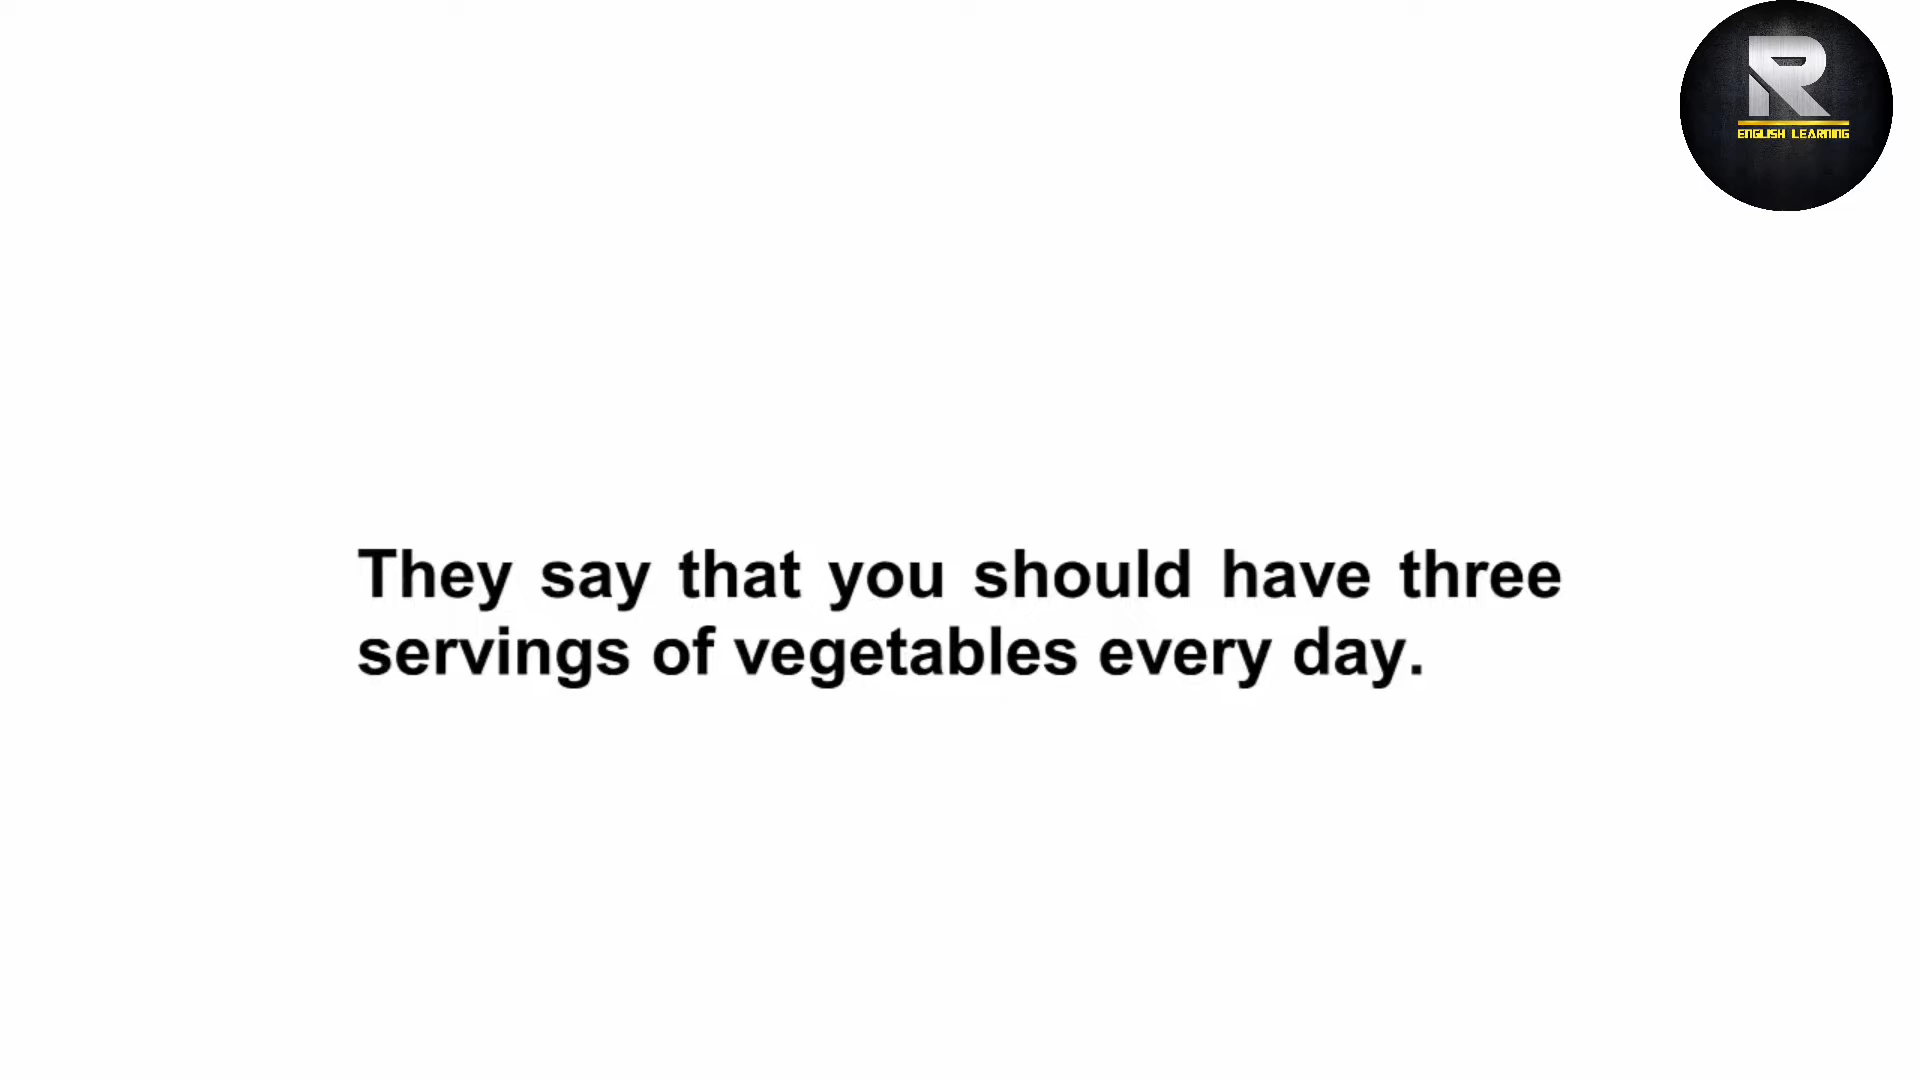 R
ENGLISH LEARNING
They say that you should have three
servings of vegetables every day.